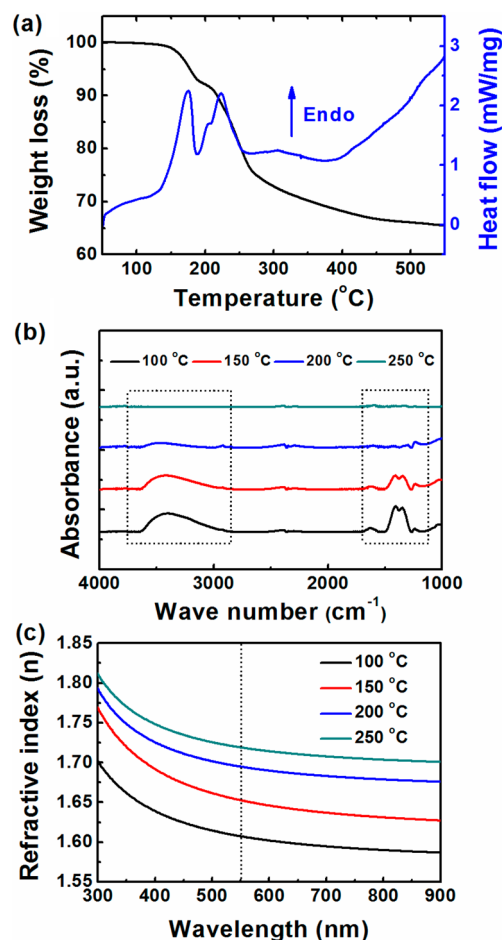 (a)
100
90
80
70
60
Weight loss (%)
3
2
1
0
Heat flow (mW/mg)
Endo
100 200 300 400 500
Temperature (°C)
(b)
100 °C 150 °C 200 °C 250 °C
Absorbance (a.u.)
4000 3000 2000 1000
Wave number (cm⁻¹)
(c)
1.85
1.80
1.75
1.70
1.65
1.60
1.55
Refractive index (n)
100 °C
150 °C
200 °C
250 °C
300 400 500 600 700 800 900
Wavelength (nm)